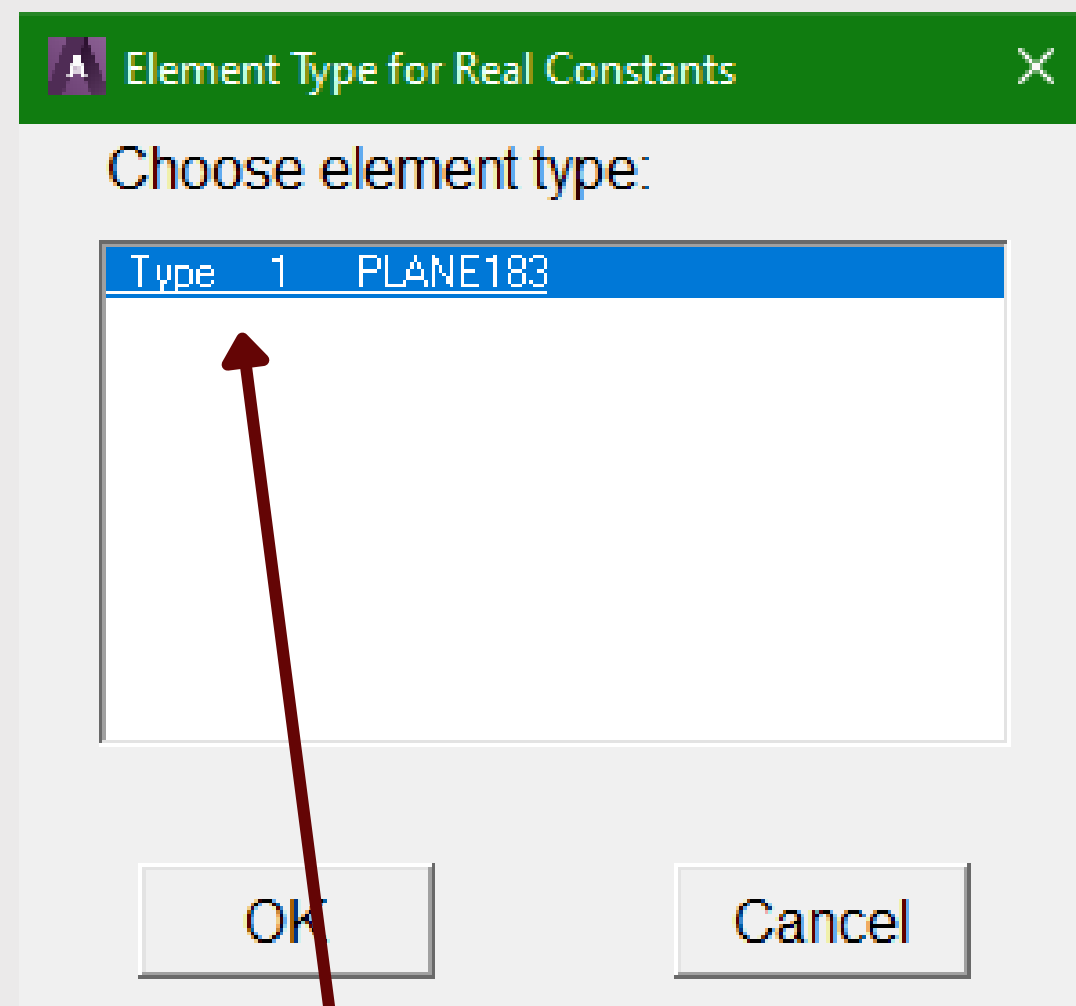 Element Type for Real Constants
Choose element type:
Type 1 PLANE183
OK
Cancel